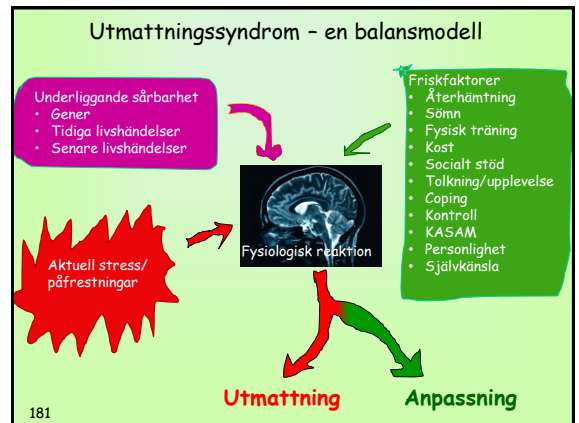 Utmattningssyndrom – en balansmodell
Underliggande sårbarhet
• Gener
• Tidiga livshändelser
• Senare livshändelser
Friskfaktorer
• Återhämtning
• Sömn
• Fysisk träning
• Kost
• Socialt stöd
• Tolkning/upplevelse
• Coping
• Kontroll
• KASAM
• Personlighet
• Självkänsla
Fysiologisk reaktion
Aktuell stress/
påfrestningar
Utmattning
Anpassning
181